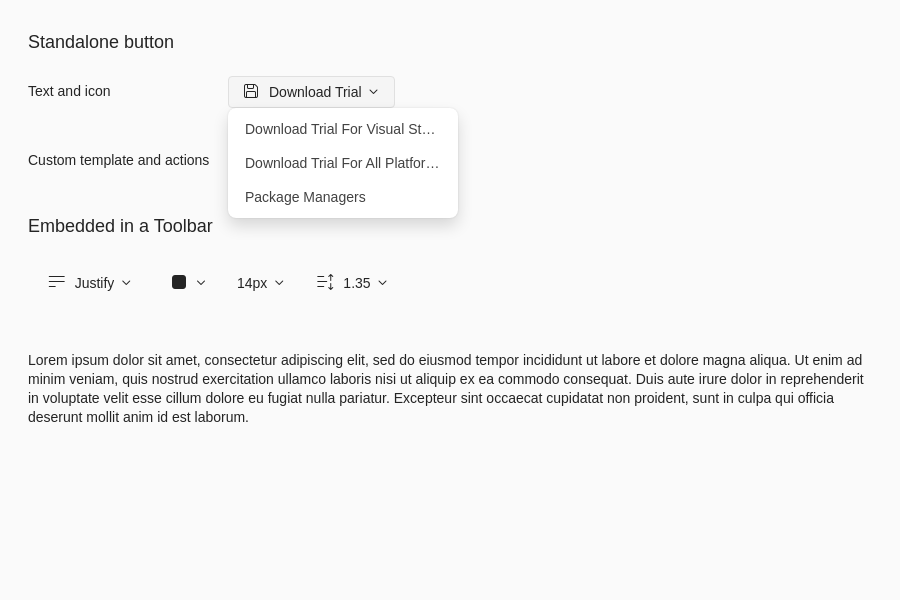 Standalone button
Text and icon
Download Trial
Download Trial For Visual St…
Custom template and actions
Download Trial For All Platfor…
Package Managers
Embedded in a Toolbar
Justify
14px
1.35
Lorem ipsum dolor sit amet, consectetur adipiscing elit, sed do eiusmod tempor incididunt ut labore et dolore magna aliqua. Ut enim ad
minim veniam, quis nostrud exercitation ullamco laboris nisi ut aliquip ex ea commodo consequat. Duis aute irure dolor in reprehenderit
in voluptate velit esse cillum dolore eu fugiat nulla pariatur. Excepteur sint occaecat cupidatat non proident, sunt in culpa qui officia
deserunt mollit anim id est laborum.